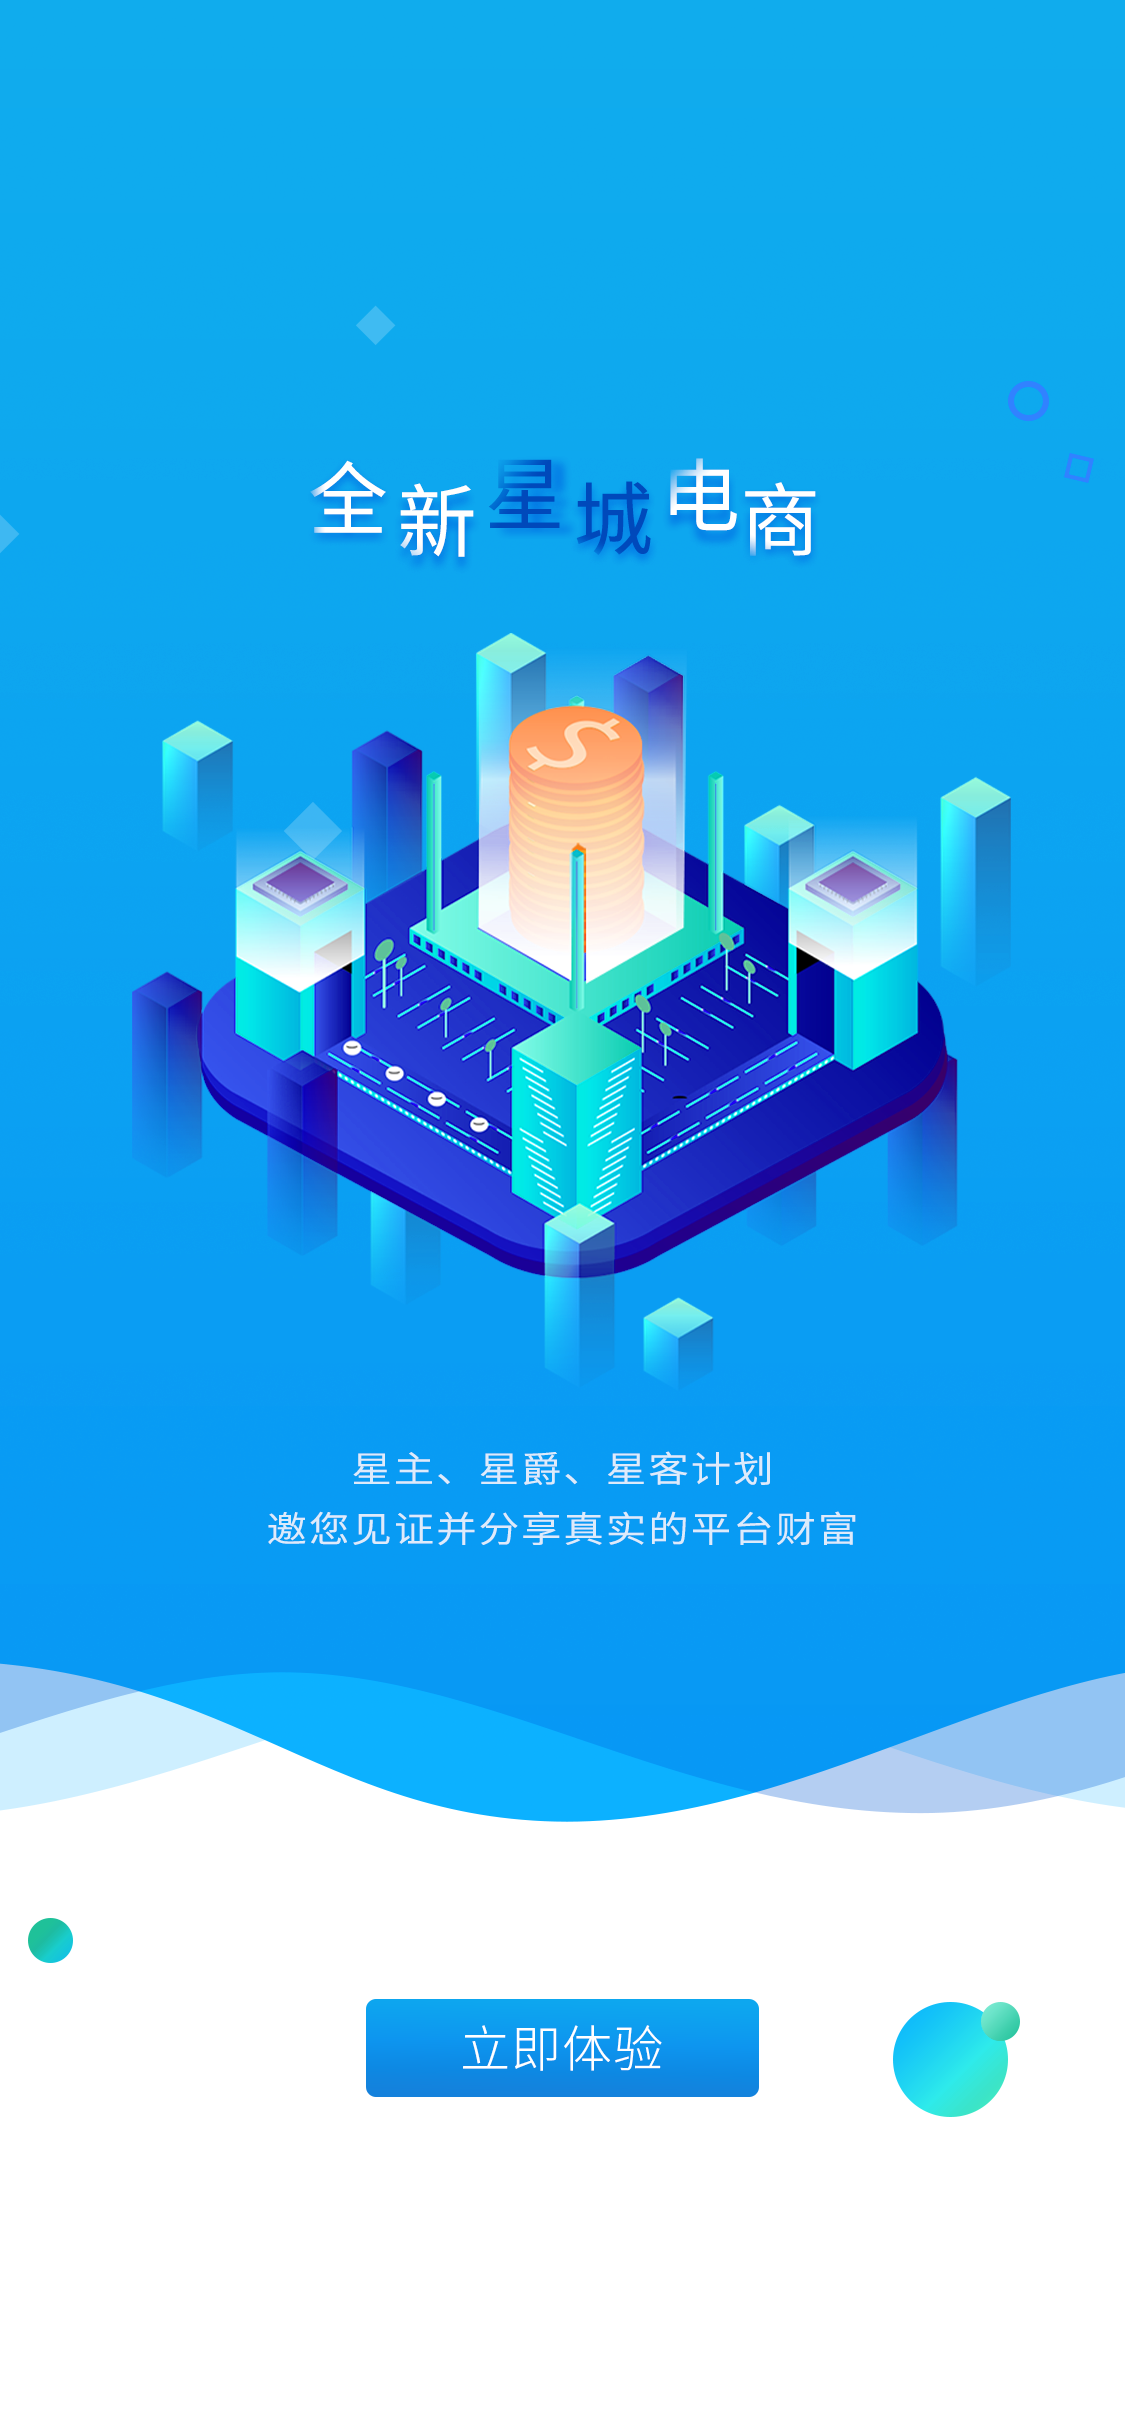 全新星城电商
星主、星爵、星客计划
邀您见证并分享真实的平台财富
立即体验